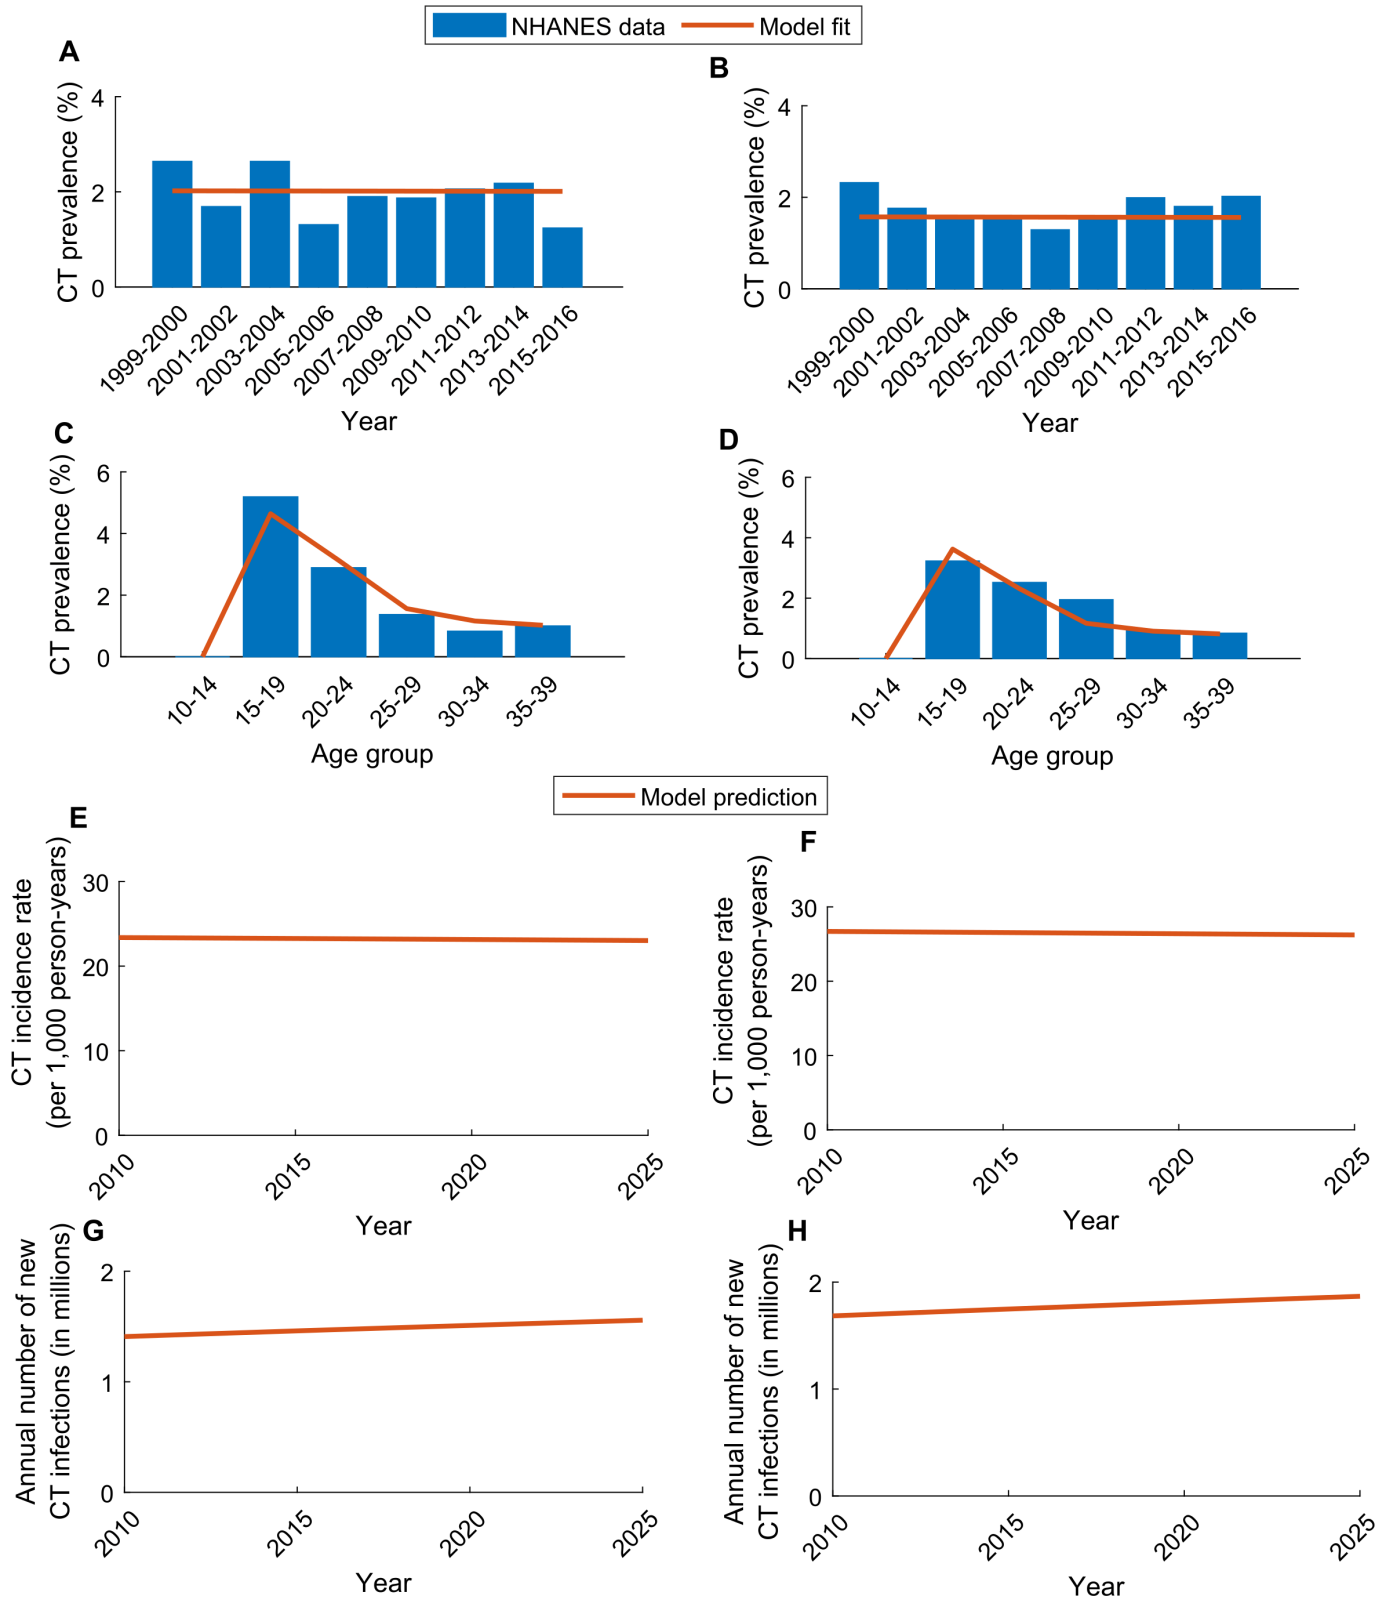 NHANES data
Model fit
A
CT prevalence (%)
4
2
0
1999-2000
2001-2002
2003-2004
2005-2006
2007-2008
2009-2010
2011-2012
2013-2014
2015-2016
Year
B
CT prevalence (%)
4
2
0
1999-2000
2001-2002
2003-2004
2005-2006
2007-2008
2009-2010
2011-2012
2013-2014
2015-2016
Year
C
CT prevalence (%)
6
4
2
0
10-14
15-19
20-24
25-29
30-34
35-39
Age group
D
CT prevalence (%)
6
4
2
0
10-14
15-19
20-24
25-29
30-34
35-39
Age group
Model prediction
E
CT incidence rate
(per 1,000 person-years)
30
20
10
0
2010
2015
2020
2025
Year
F
CT incidence rate
(per 1,000 person-years)
30
20
10
0
2010
2015
2020
2025
Year
G
Annual number of new
CT infections (in millions)
2
1
0
2010
2015
2020
2025
Year
H
Annual number of new
CT infections (in millions)
2
1
0
2010
2015
2020
2025
Year